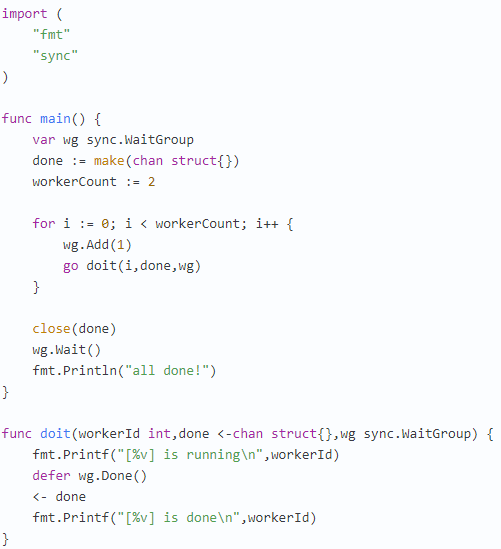 import (
    "fmt"
    "sync"
)

func main() {
    var wg sync.WaitGroup
    done := make(chan struct{})
    workerCount := 2

    for i := 0; i < workerCount; i++ {
        wg.Add(1)
        go doit(i,done,wg)
    }

    close(done)
    wg.Wait()
    fmt.Println("all done!")
}

func doit(workerId int,done <-chan struct{},wg sync.WaitGroup) {
    fmt.Printf("[%v] is running\n",workerId)
    defer wg.Done()
    <- done
    fmt.Printf("[%v] is done\n",workerId)
}